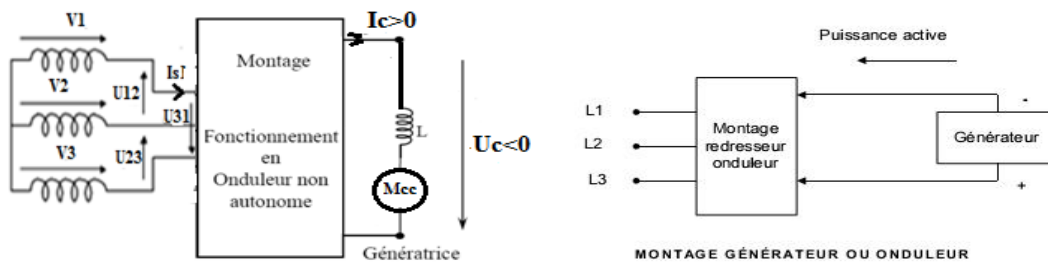 V1
V2
V3
U12
U23
Is1
U31
Montage
Fonctionnement
en
Onduleur non
autonome
Ic>0
L
Mcc
Uc<0
Génératrice
Puissance active
L1
L2
L3
Montage
redresseur
onduleur
-
Générateur
+
MONTAGE GÉNÉRATEUR OU ONDULEUR